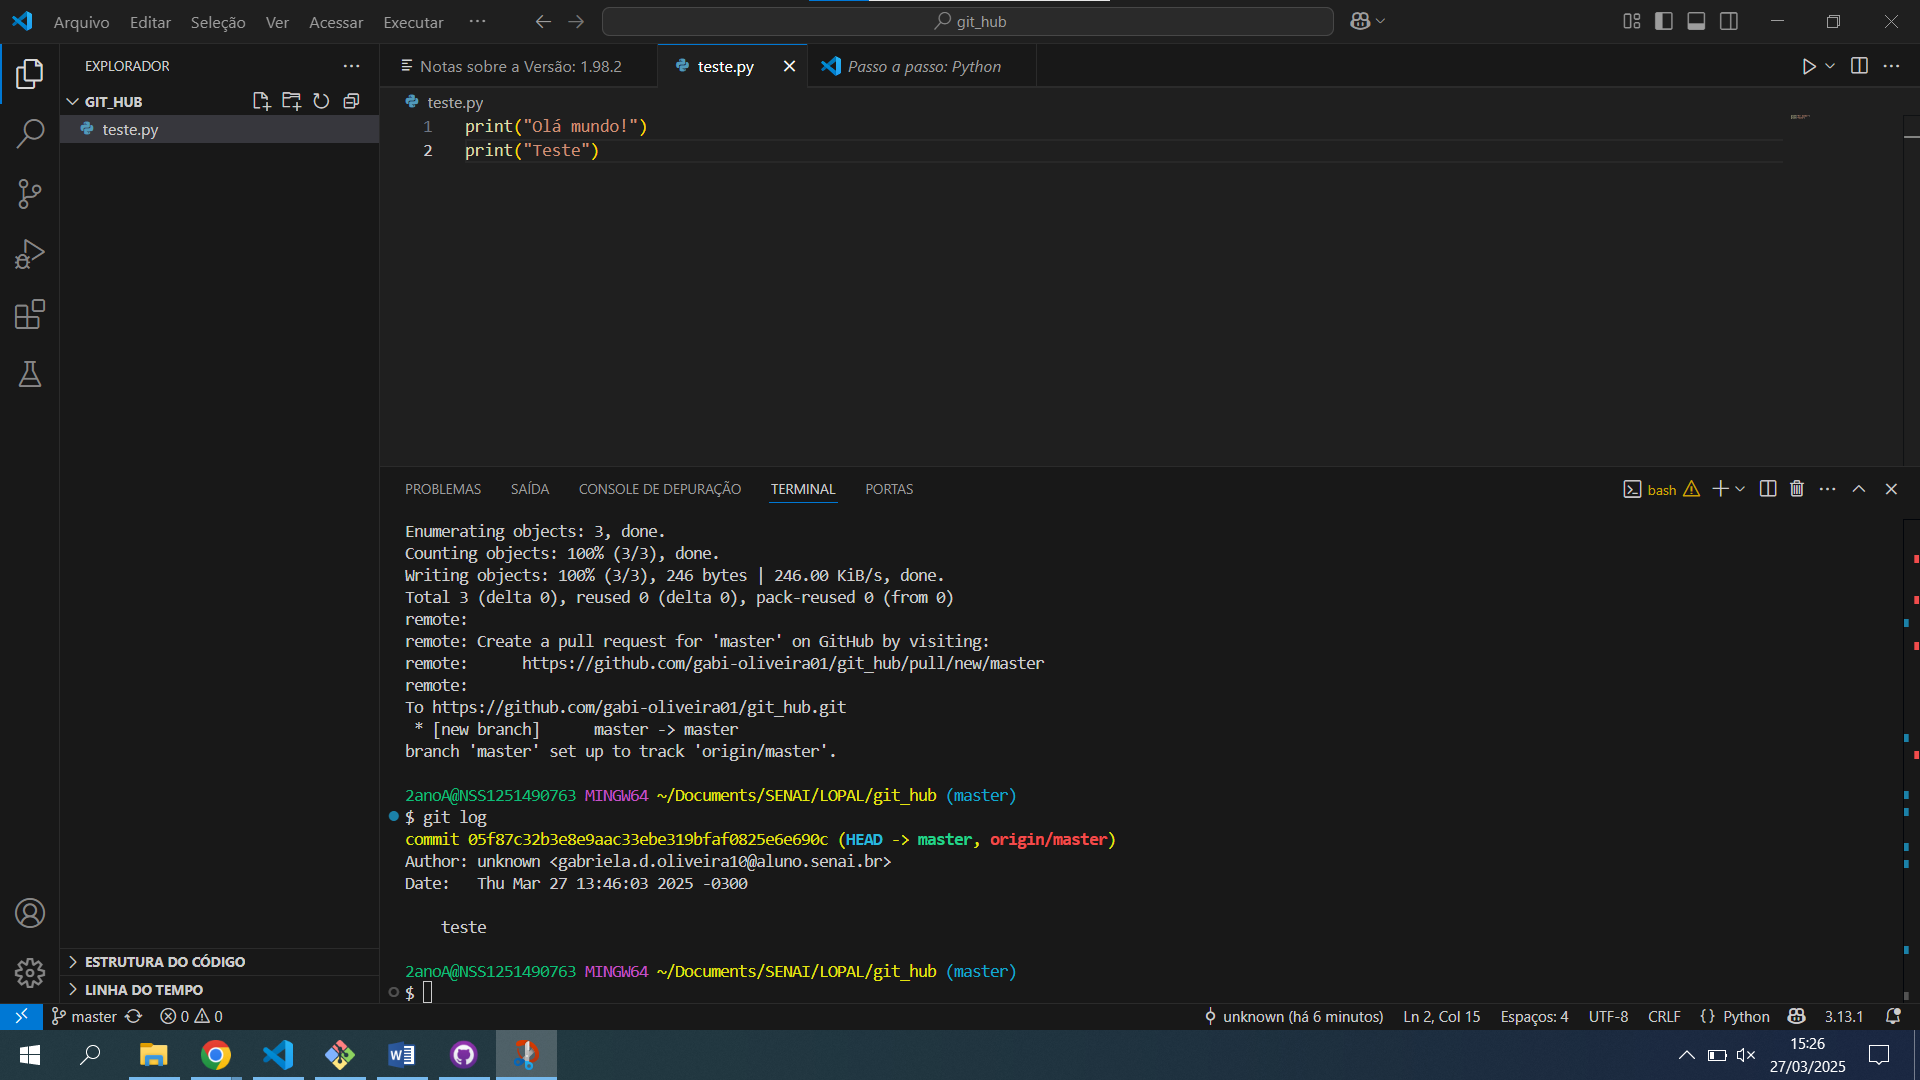 Arquivo Editar Seleção Ver Acessar Executar ··· git_hub
EXPLORADOR ···
Notas sobre a Versão: 1.98.2 teste.py Passo a passo: Python
GIT_HUB
teste.py
teste.py
1 print("Olá mundo!")
2 print("Teste")
PROBLEMAS SAÍDA CONSOLE DE DEPURAÇÃO TERMINAL PORTAS bash
Enumerating objects: 3, done.
Counting objects: 100% (3/3), done.
Writing objects: 100% (3/3), 246 bytes | 246.00 KiB/s, done.
Total 3 (delta 0), reused 0 (delta 0), pack-reused 0 (from 0)
remote:
remote: Create a pull request for 'master' on GitHub by visiting:
remote:      https://github.com/gabi-oliveira01/git_hub/pull/new/master
remote:
To https://github.com/gabi-oliveira01/git_hub.git
 * [new branch]      master -> master
branch 'master' set up to track 'origin/master'.
2anoA@NSS1251490763 MINGW64 ~/Documents/SENAI/LOPAL/git_hub (master)
$ git log
commit 05f87c32b3e8e9aac33ebe319bfaf0825e6e690c (HEAD -> master, origin/master)
Author: unknown <gabriela.d.oliveira10@aluno.senai.br>
Date:   Thu Mar 27 13:46:03 2025 -0300
    teste
2anoA@NSS1251490763 MINGW64 ~/Documents/SENAI/LOPAL/git_hub (master)
$
ESTRUTURA DO CÓDIGO
LINHA DO TEMPO
master 0 0 unknown (há 6 minutos) Ln 2, Col 15 Espaços: 4 UTF-8 CRLF {} Python 3.13.1
15:26
27/03/2025